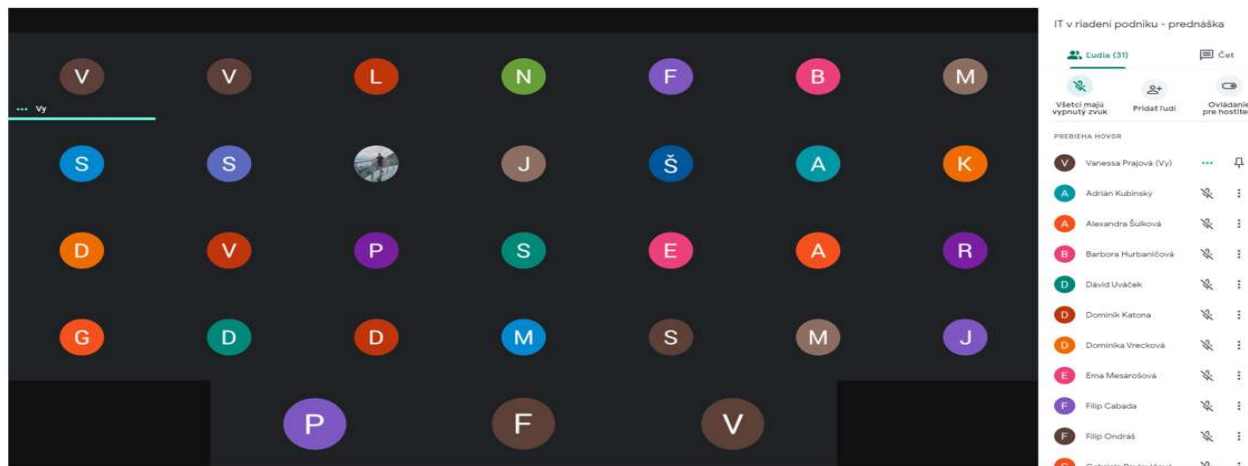 V V L N F B M
Vy
S S J Š A K
D V P S E A R
G D D M S M J
P F V
IT v riadení podniku - prednáška
Ľudia (31) Čet
Všetci majú vypnutý zvuk
Pridať ľudí
Ovládanie pre hostiteľ
PREBIEHA HOVOR
V Vanessa Prajová (Vy)
A Adrián Kubinský
A Alexandra Šulková
B Barbora Hurbaničová
D Dávid Uváček
D Dominik Katona
D Dominika Vrecková
E Ema Mesárošová
F Filip Cabada
F Filip Ondráš